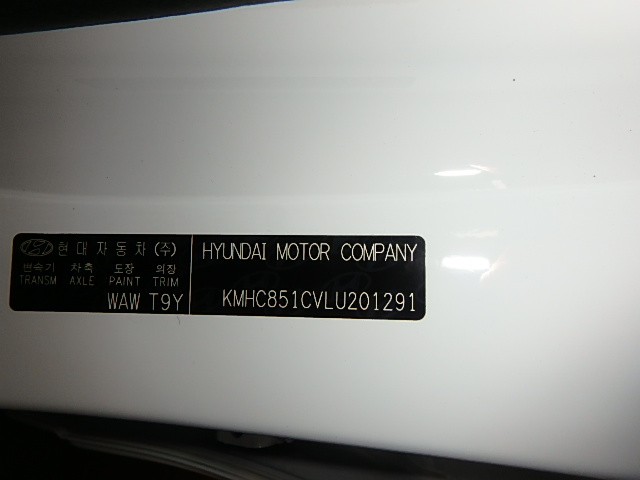 현대자동차(주)
변속기 차축 도장 의장
TRANSM AXLE PAINT TRIM
WAW T9Y
HYUNDAI MOTOR COMPANY
KMHC851CVLU201291